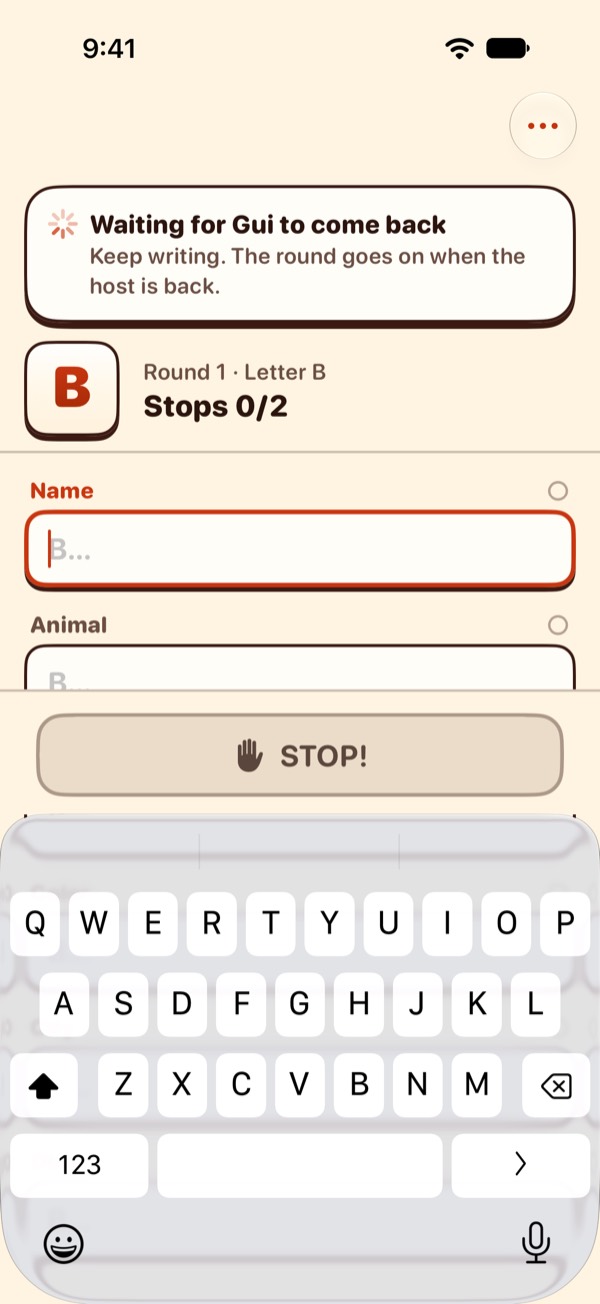 9:41
Waiting for Gui to come back
Keep writing. The round goes on when the
host is back.
B
Round 1 · Letter B
Stops 0/2
Name
B...
Animal
B...
STOP!
Q W E R T Y U I O P
A S D F G H J K L
Z X C V B N M
123